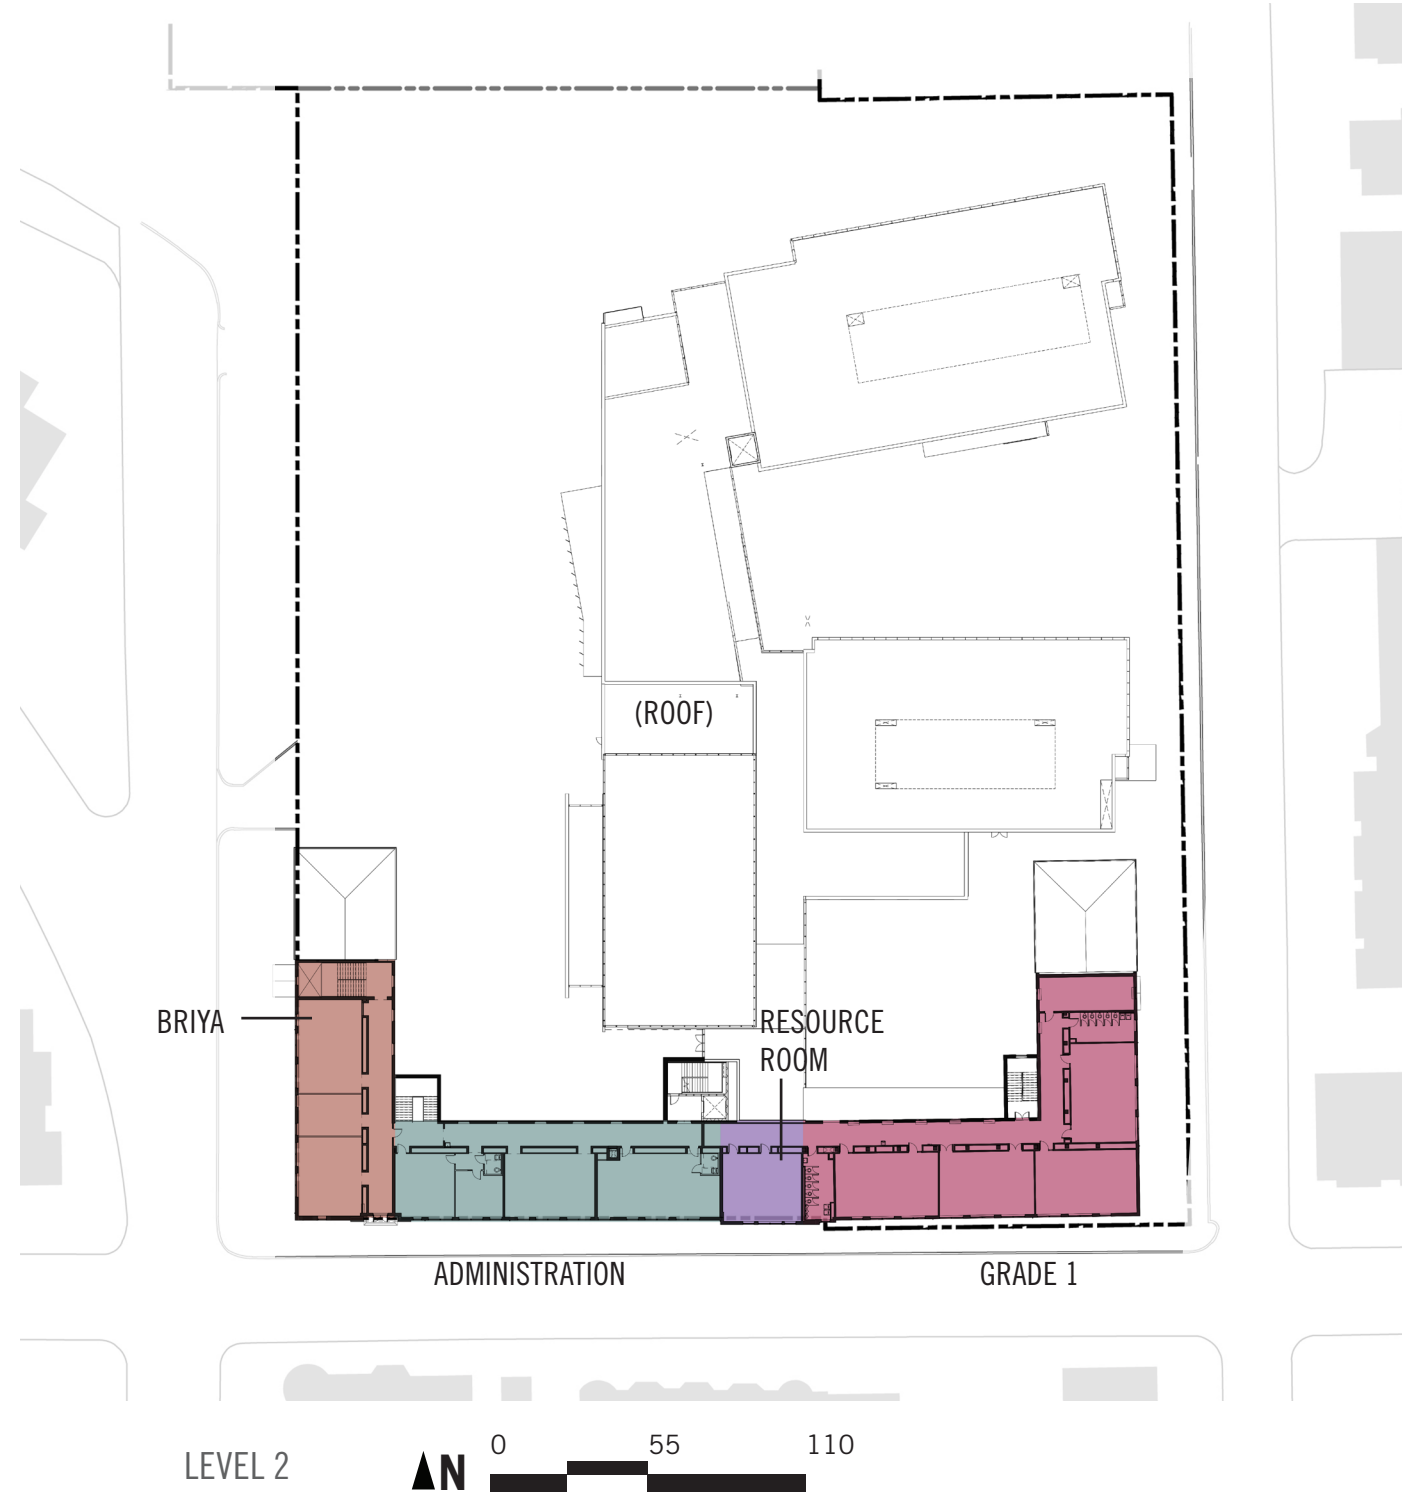 (ROOF)
BRIYA
RESOURCE
ROOM
ADMINISTRATION
GRADE 1
LEVEL 2
N
0
55
110